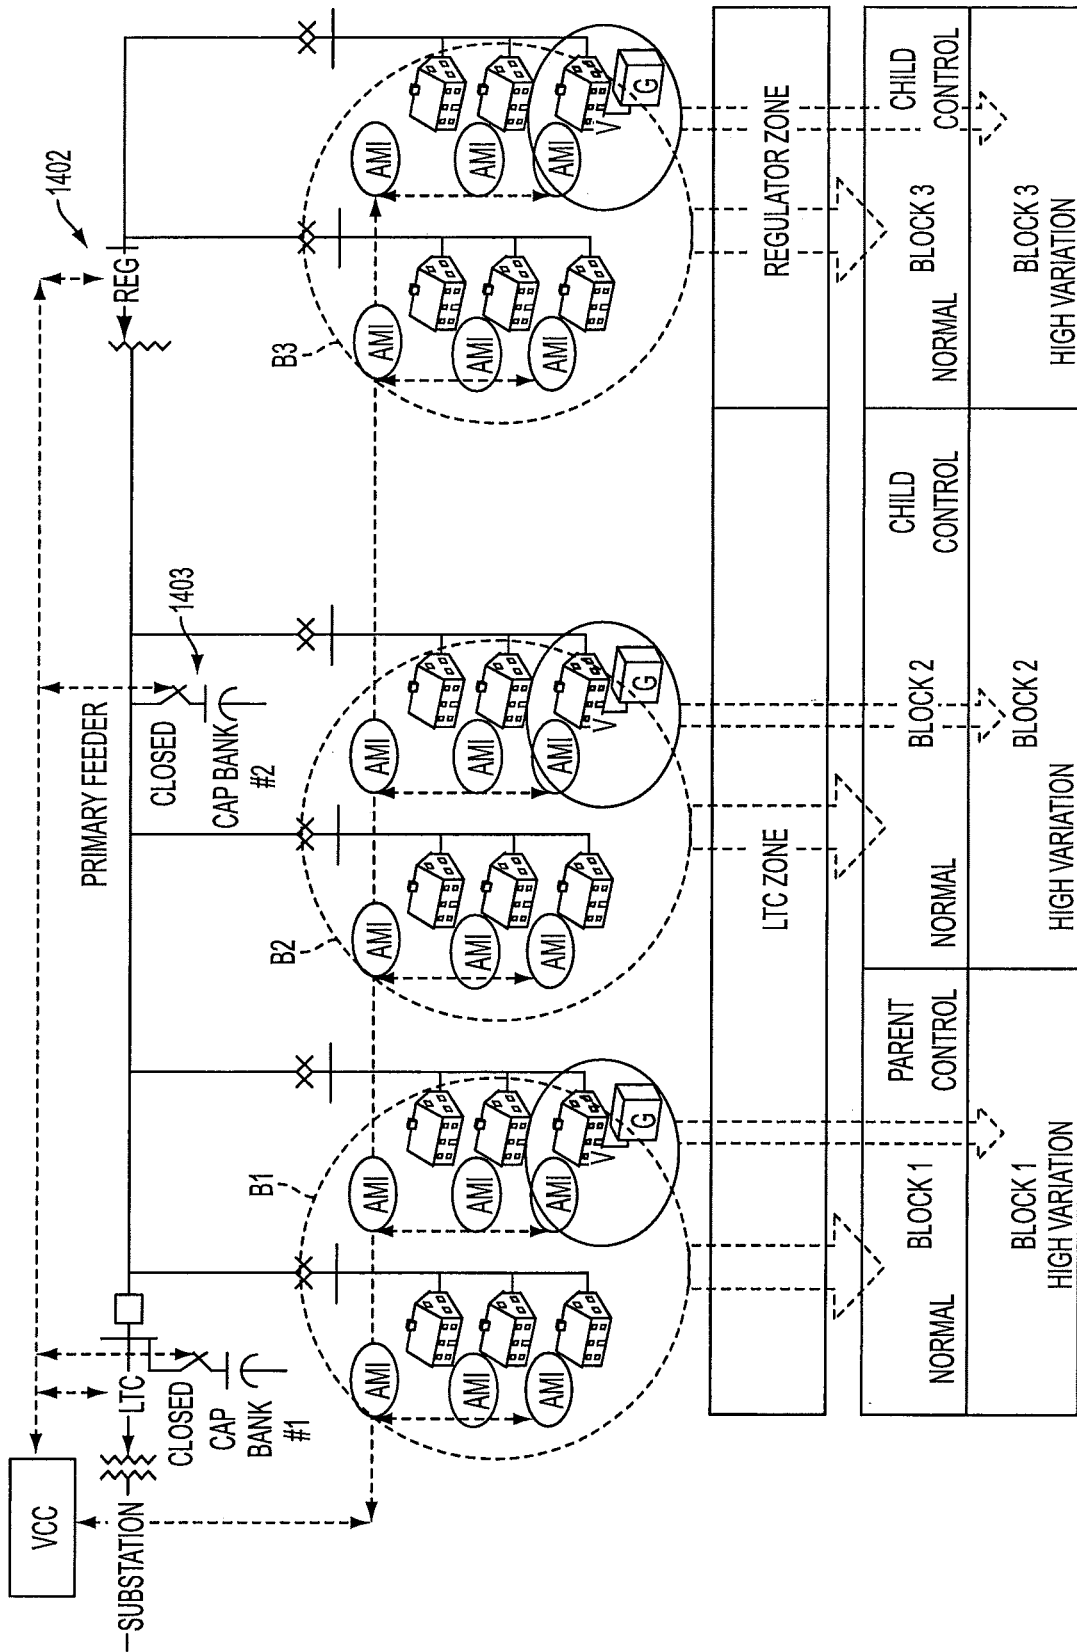 VCC
SUBSTATION
LTC
CLOSED
CAP
BANK
#1
PRIMARY FEEDER
CLOSED
CAP BANK
#2
1403
REG
1402
B1
AMI
AMI
AMI
AMI
AMI
AMI
V
G
B2
AMI
AMI
AMI
AMI
AMI
AMI
V
G
B3
AMI
AMI
AMI
AMI
AMI
AMI
V
G
LTC ZONE
REGULATOR ZONE
NORMAL
BLOCK 1
PARENT
CONTROL
NORMAL
BLOCK 2
CHILD
CONTROL
NORMAL
BLOCK 3
CHILD
CONTROL
BLOCK 1
HIGH VARIATION
BLOCK 2
HIGH VARIATION
BLOCK 3
HIGH VARIATION